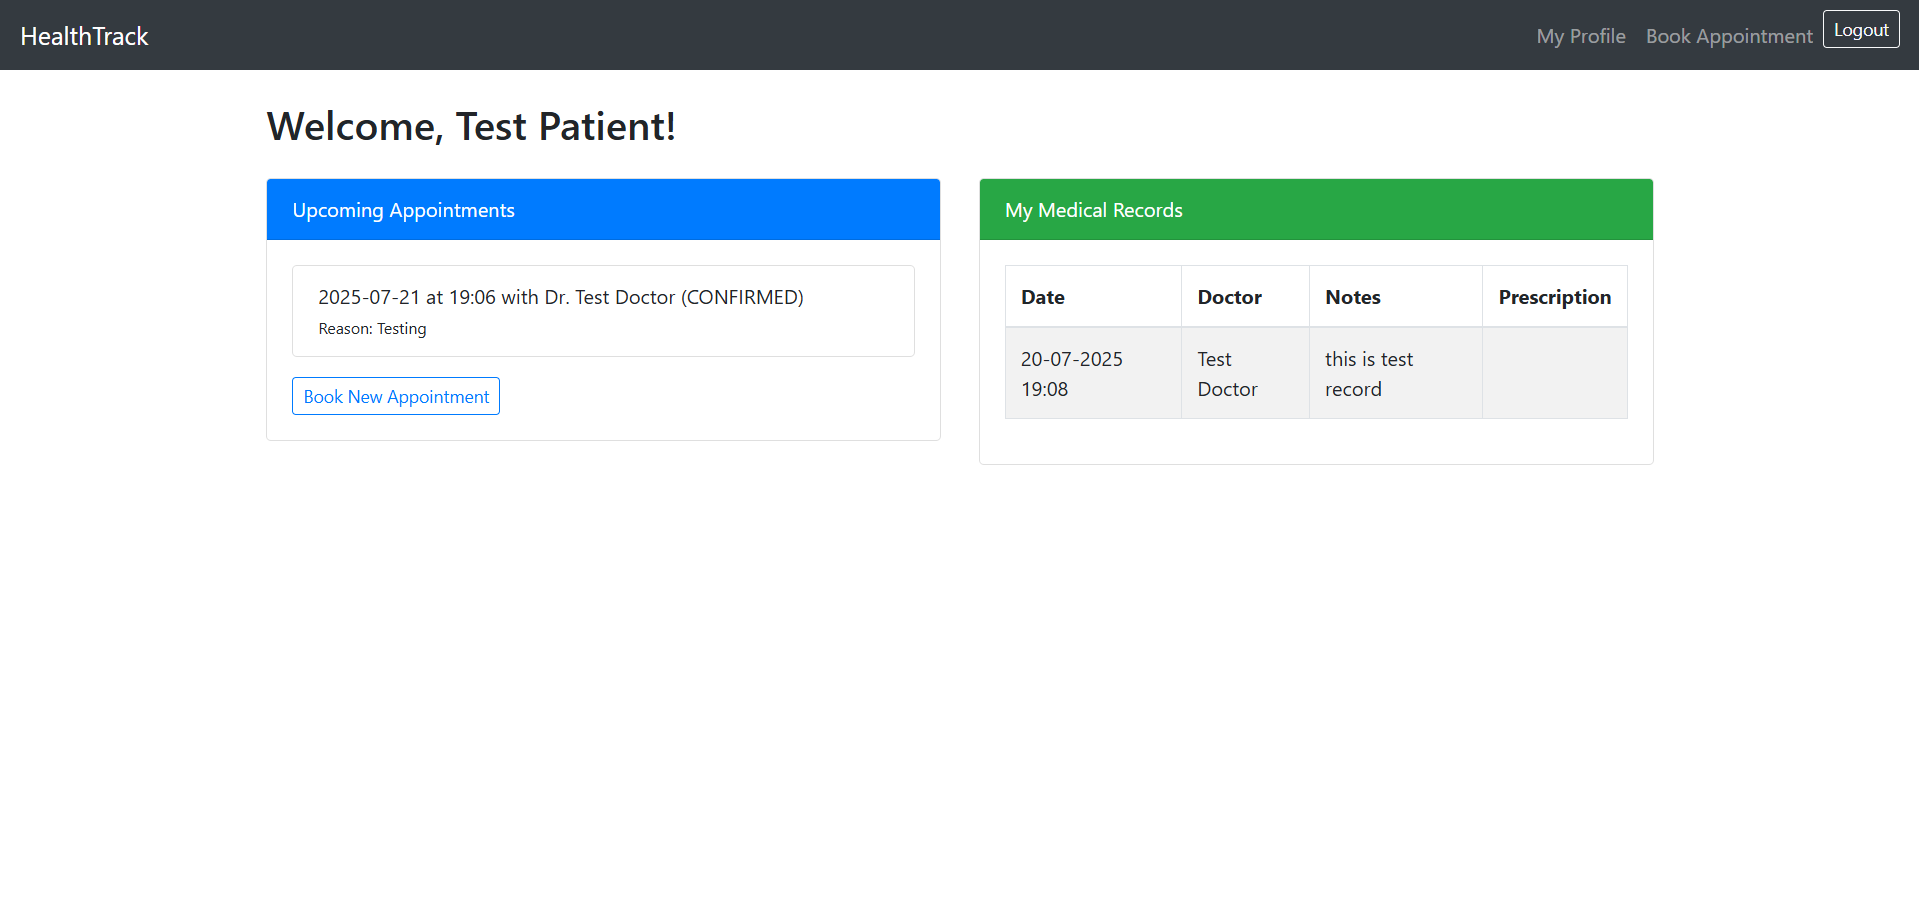 HealthTrack
My Profile Book Appointment Logout
Welcome, Test Patient!
Upcoming Appointments
2025-07-21 at 19:06 with Dr. Test Doctor (CONFIRMED)
Reason: Testing
Book New Appointment
My Medical Records
Date Doctor Notes Prescription
20-07-2025 Test this is test
19:08 Doctor record